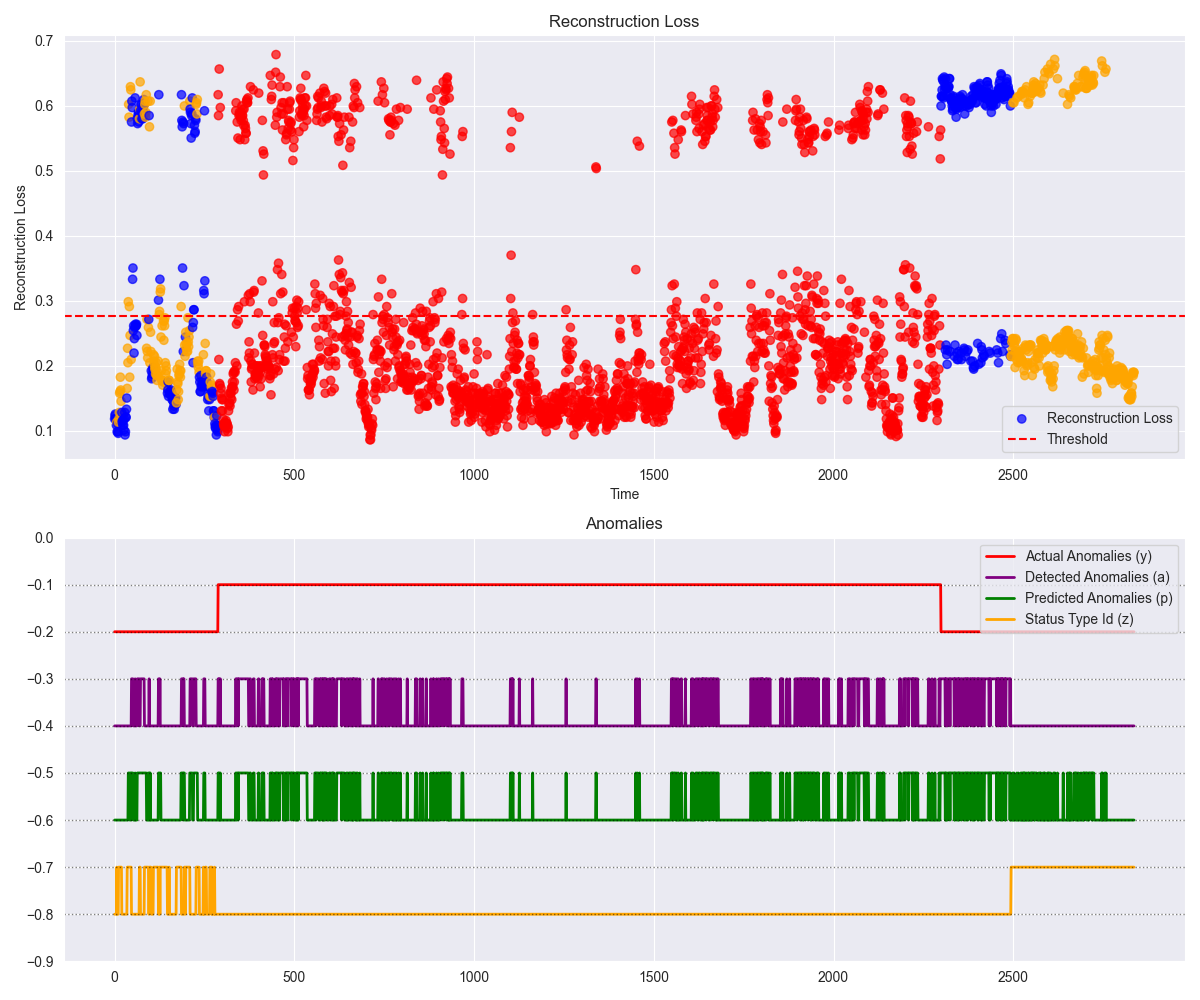 Reconstruction Loss
Reconstruction Loss
0.7
0.6
0.5
0.4
0.3
0.2
0.1
Reconstruction Loss
Threshold
0
500
1000
1500
2000
2500
Time
Anomalies
0.0
−0.1
−0.2
−0.3
−0.4
−0.5
−0.6
−0.7
−0.8
−0.9
Actual Anomalies (y)
Detected Anomalies (a)
Predicted Anomalies (p)
Status Type Id (z)
0
500
1000
1500
2000
2500